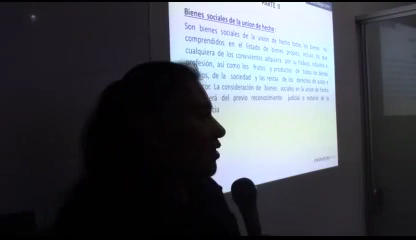 PARTE II
Bienes sociales de la union de hecho:
Son bienes sociales de la union de hecho todos los bienes no
comprendidos en el listado de bienes propios, incluso los que
cualquiera de los convivientes adquiera por su trabajo, industria o
profesión, así como los frutos y productos de todos los bienes
de la sociedad y las rentas de los derechos de autor e
La consideración de bienes sociales en la union de hecho
del previo reconocimiento judicial o notarial de la